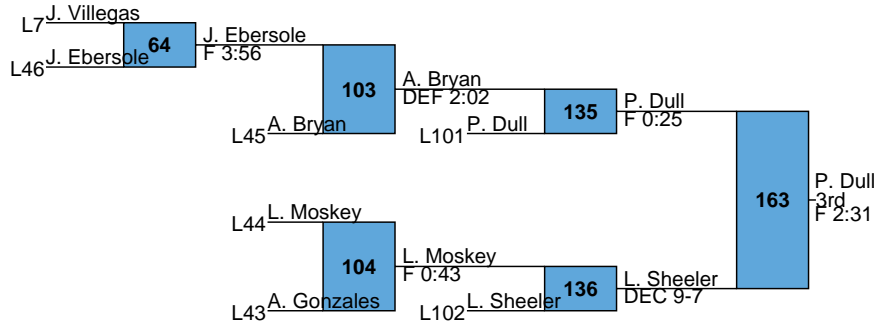 J. Villegas
L7
64
J. Ebersole
L46
J. Ebersole
F 3:56
103
A. Bryan
L45
A. Bryan
DEF 2:02
135
P. Dull
L101
P. Dull
F 0:25
163
P. Dull
3rd
F 2:31
L. Moskey
L44
104
A. Gonzales
L43
L. Moskey
F 0:43
136
L. Sheeler
L102
L. Sheeler
DEC 9-7